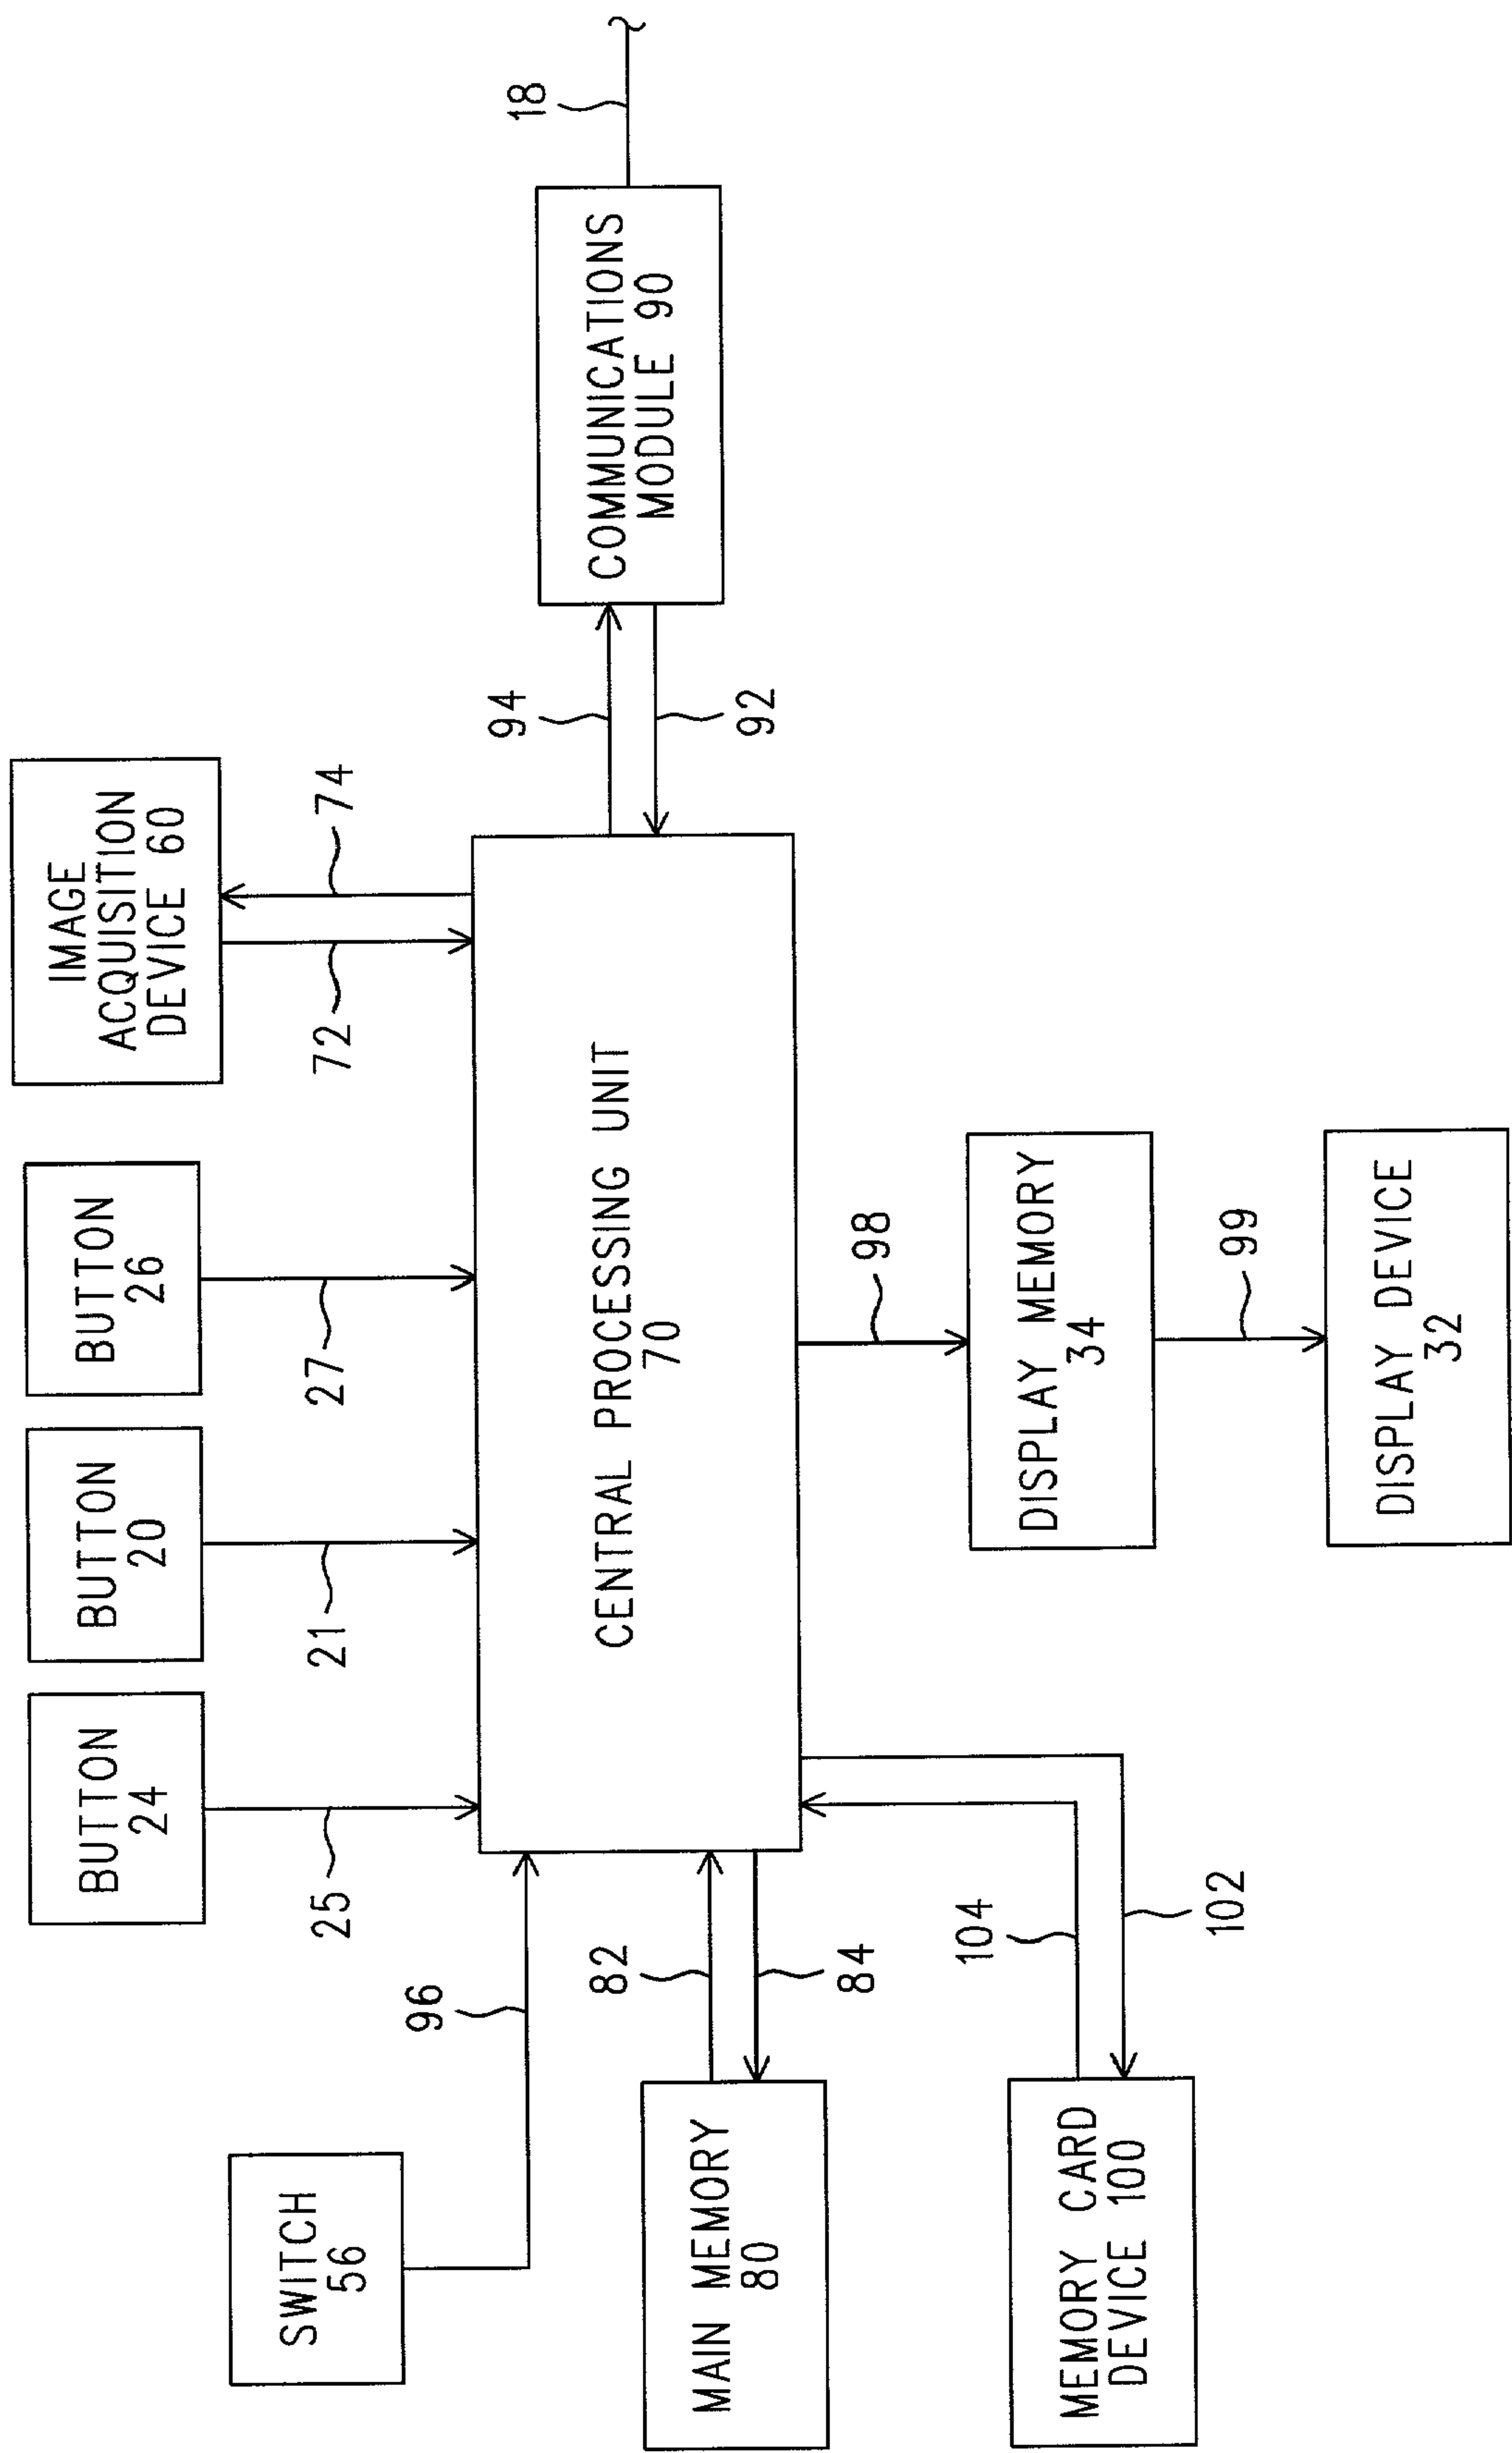 BUTTON
24
BUTTON
20
BUTTON
26
IMAGE
ACQUISITION
DEVICE 60
25
21
27
72
74
SWITCH
56
96
94
18
CENTRAL PROCESSING UNIT
70
COMMUNICATIONS
MODULE 90
92
MAIN MEMORY
80
82
84
98
MEMORY CARD
DEVICE 100
104
102
DISPLAY MEMORY
34
99
DISPLAY DEVICE
32